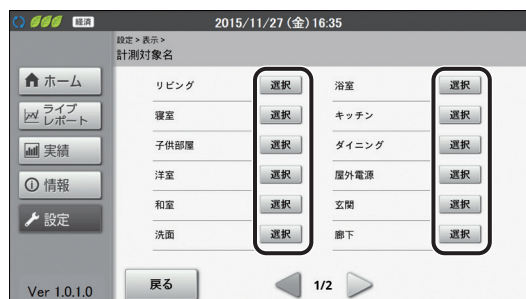 経済 2015/11/27 (金) 16:35
設定 > 表示 >
計測対象名
ホーム
ライブ
レポート
実績
情報
設定
Ver 1.0.1.0
リビング 選択 浴室 選択
寝室 選択 キッチン 選択
子供部屋 選択 ダイニング 選択
洋室 選択 屋外電源 選択
和室 選択 玄関 選択
洗面 選択 廊下 選択
戻る 1/2